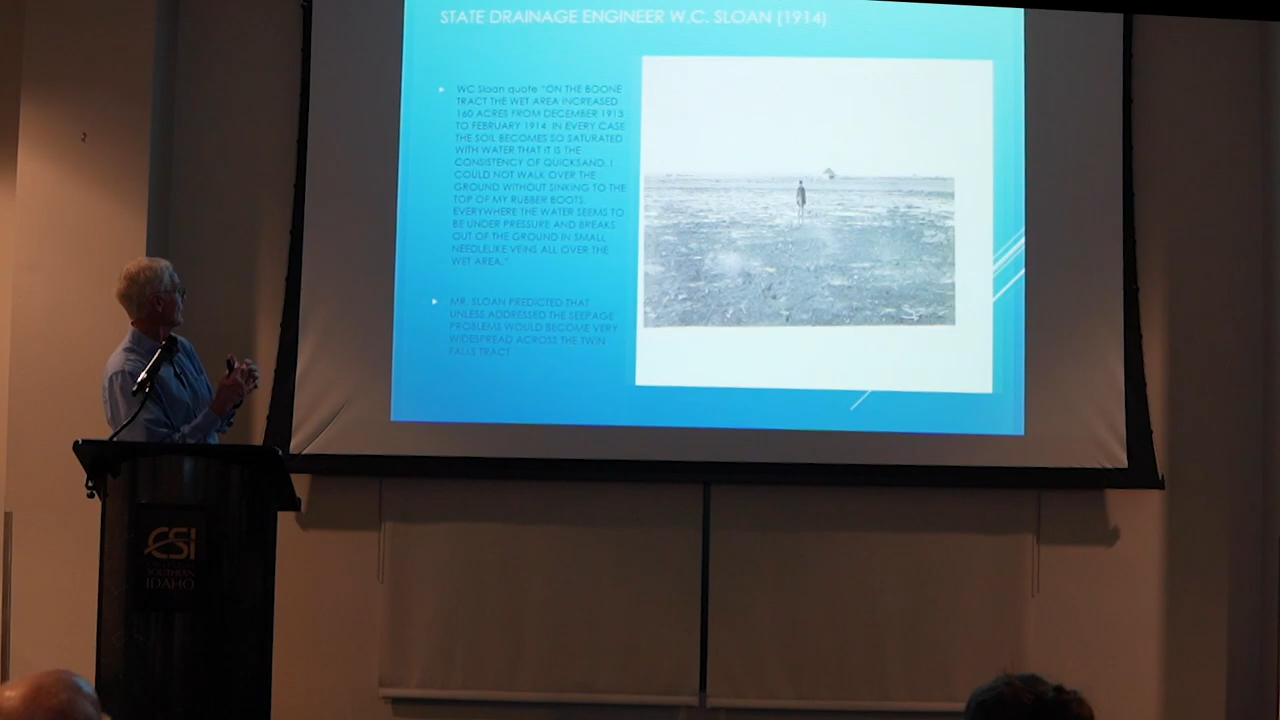 STATE DRAINAGE ENGINEER W.C. SLOAN (1914)
WC Sloan quote "ON THE BOONE
TRACT THE WET AREA INCREASED
160 ACRES FROM DECEMBER 1913
TO FEBRUARY 1914. IN EVERY CASE
THE SOIL BECOMES SO SATURATED
WITH WATER THAT IT IS THE
CONSISTENCY OF QUICKSAND. I
COULD NOT WALK OVER THE
GROUND WITHOUT SINKING TO THE
TOP OF MY RUBBER BOOTS.
EVERYWHERE THE WATER SEEMS TO
BE UNDER PRESSURE AND BREAKS
OUT OF THE GROUND IN SMALL
NEEDLELIKE VEINS ALL OVER THE
WET AREA."
MR. SLOAN PREDICTED THAT
UNLESS ADDRESSED THE SEEPAGE
PROBLEMS WOULD BECOME VERY
WIDESPREAD ACROSS THE TWIN
FALLS TRACT
CSI
SOUTHERN
IDAHO